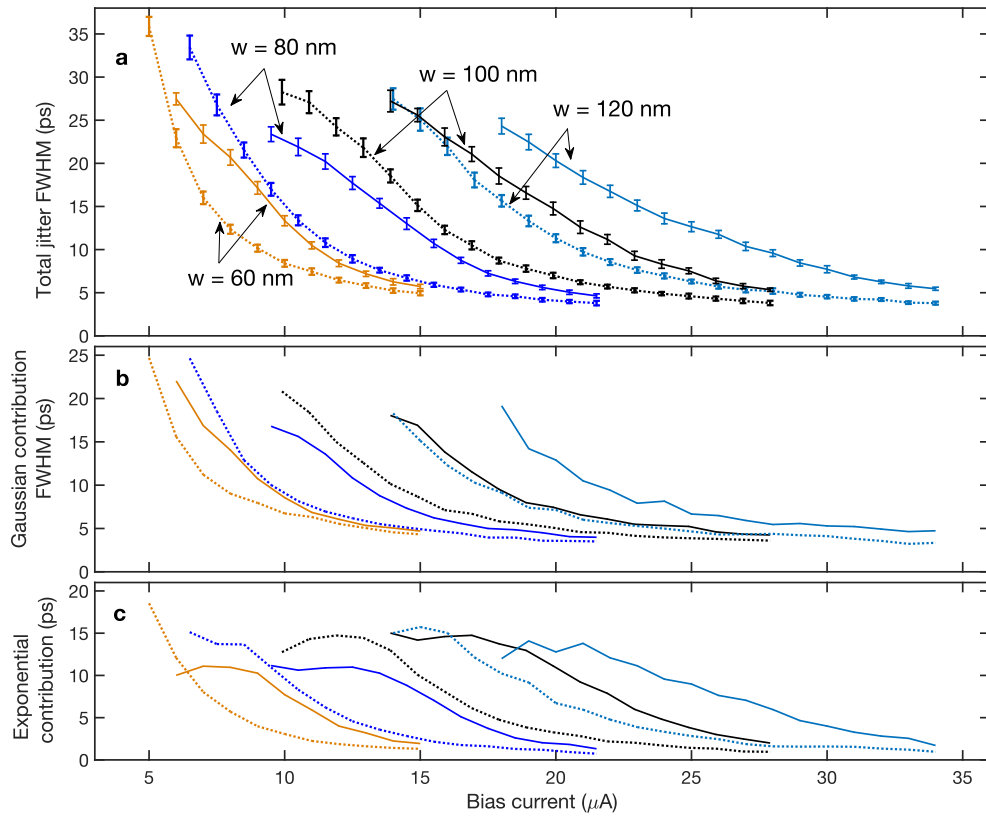 a
w = 80 nm
w = 100 nm
w = 120 nm
w = 60 nm
Total jitter FWHM (ps)
35
30
25
20
15
10
5
0
b
Gaussian contribution
FWHM (ps)
25
20
15
10
5
0
c
Exponential
contribution (ps)
20
15
10
5
0
5 10 15 20 25 30 35
Bias current (μA)